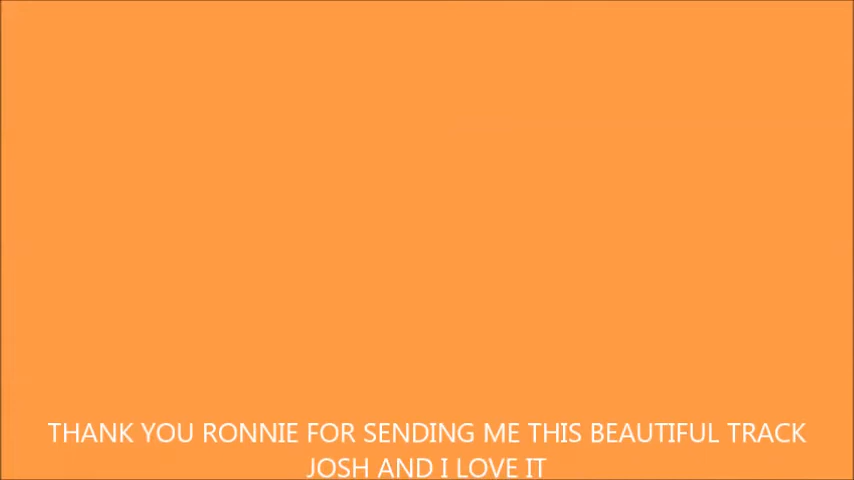 THANK YOU RONNIE FOR SENDING ME THIS BEAUTIFUL TRACK
JOSH AND I LOVE IT